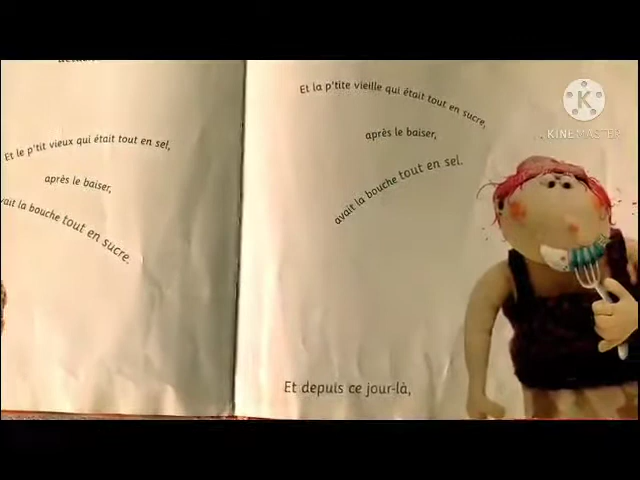 Et le p'tit vieux qui était tout en sel,
après le baiser,
avait la bouche tout en sucre.
Et la p'tite vieille qui était tout en sucre,
après le baiser,
avait la bouche tout en sel.
Et depuis ce jour-là,
KINEMASTER